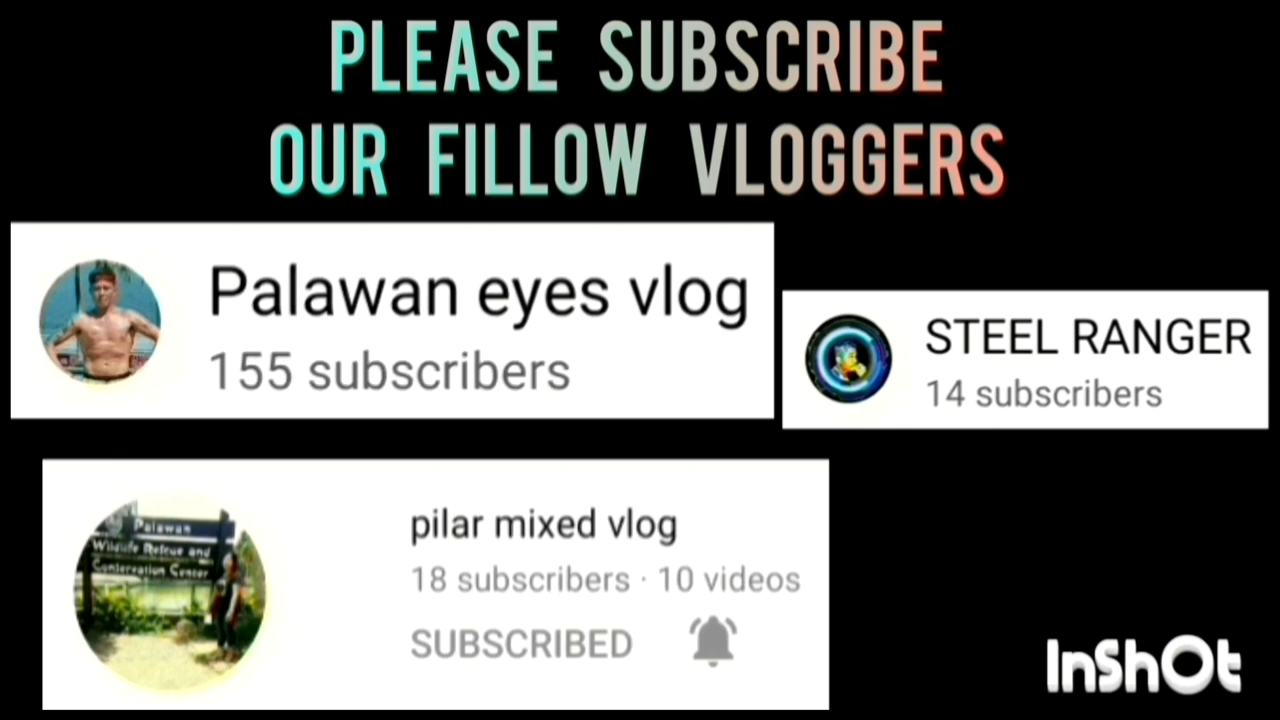 PLEASE SUBSCRIBE
OUR FILLOW VLOGGERS
Palawan eyes vlog
155 subscribers
STEEL RANGER
14 subscribers
Palawan
Wildlife Rescue and
Conservation Center
pilar mixed vlog
18 subscribers · 10 videos
SUBSCRIBED
InShOt